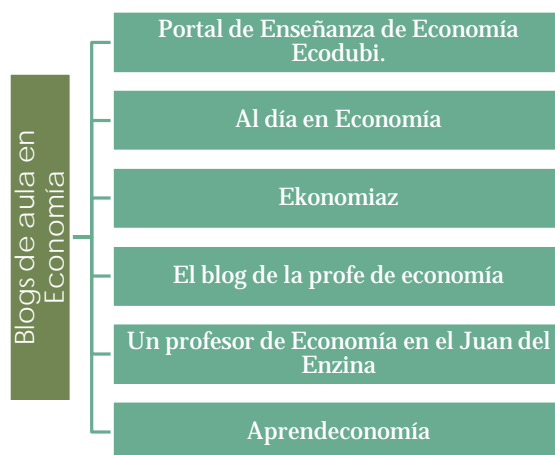 Blogs de aula en
Economía
Portal de Enseñanza de Economía
Ecodubi.
Al día en Economía
Ekonomiaz
El blog de la profe de economía
Un profesor de Economía en el Juan del
Enzina
Aprendeconomía